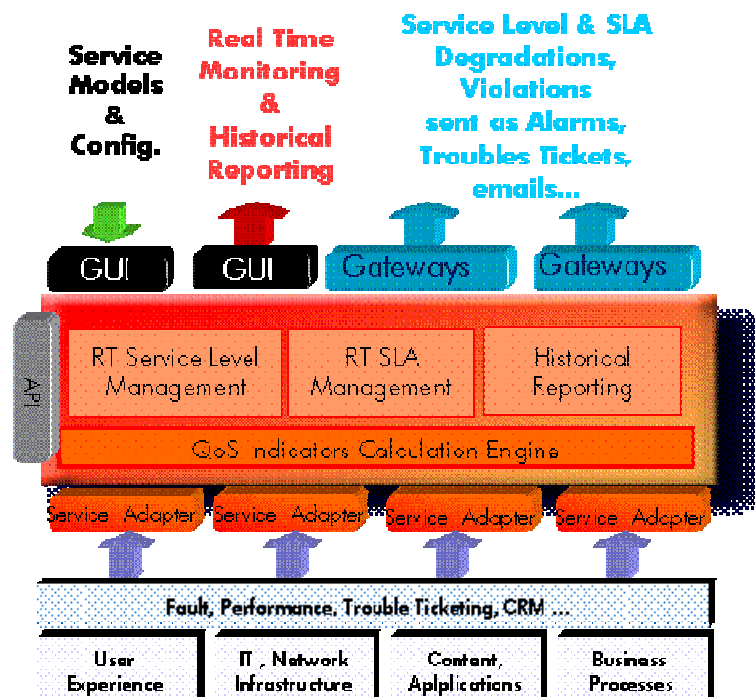 Service
Models
&
Config.
Real Time
Monitoring
&
Historical
Reporting
Service Level & SLA
Degradations,
Violations
sent as Alarms,
Troubles Tickets,
emails...
GUI
GUI
Gateways
Gateways
API
RT Service Level
Management
RT SLA
Management
Historical
Reporting
QoS Indicators Calculation Engine
Service Adapter
Service Adapter
Service Adapter
Service Adapter
Fault, Performance, Trouble Ticketing, CRM ...
User
Experience
IT , Network
Infrastructure
Content,
Aplplications
Business
Processes